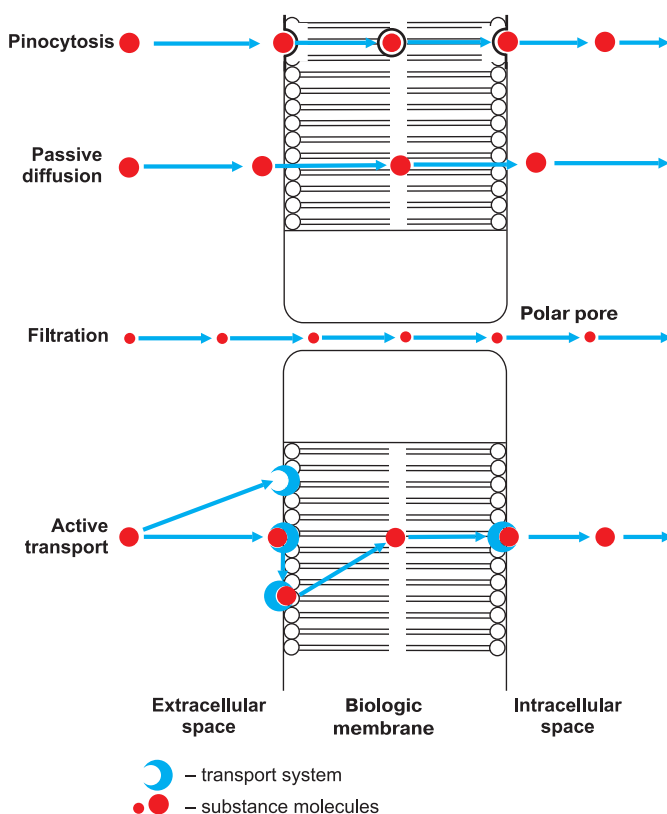 Pinocytosis
Passive
diffusion
Polar pore
Filtration
Active
transport
Extracellular
space
Biologic
membrane
Intracellular
space
– transport system
– substance molecules